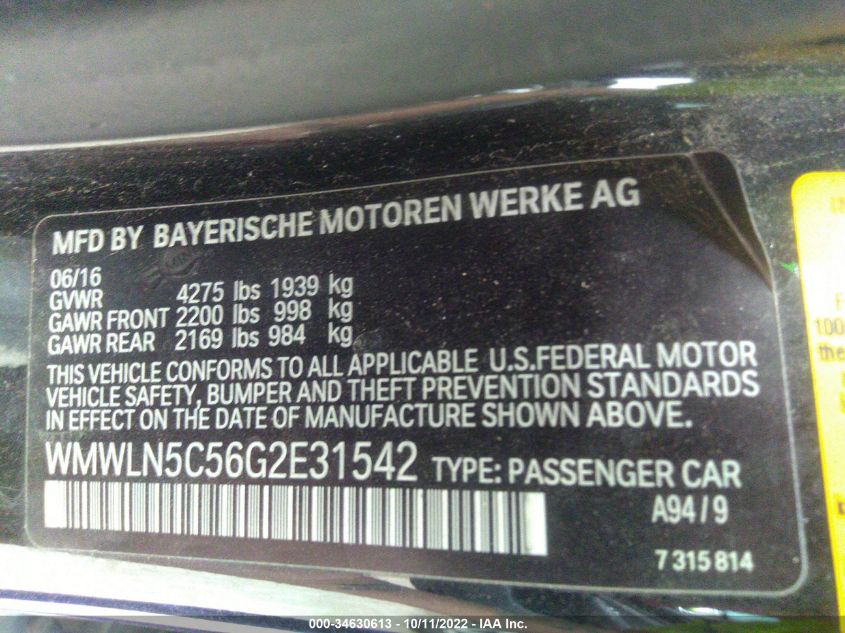 MFD BY BAYERISCHE MOTOREN WERKE AG
06/16
GVWR 4275 lbs 1939 kg
GAWR FRONT 2200 lbs 998 kg
GAWR REAR 2169 lbs 984 kg
THIS VEHICLE CONFORMS TO ALL APPLICABLE U.S.FEDERAL MOTOR
VEHICLE SAFETY, BUMPER AND THEFT PREVENTION STANDARDS
IN EFFECT ON THE DATE OF MANUFACTURE SHOWN ABOVE.
WMWLN5C56G2E31542 TYPE: PASSENGER CAR
A94/9
7 315 814
000-34630613 - 10/11/2022 - IAA Inc.